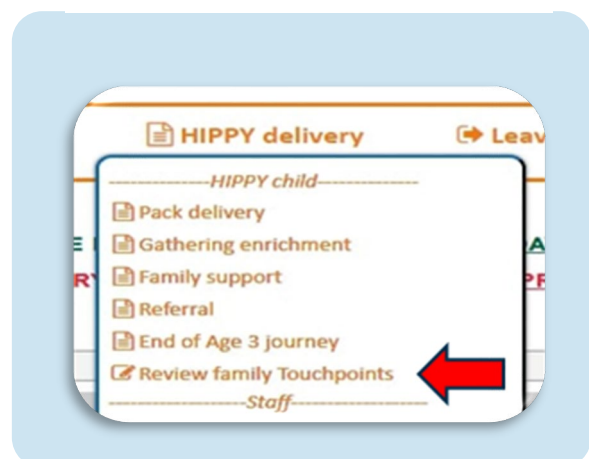 HIPPY delivery Leav
----------------HIPPY child----------------
Pack delivery
Gathering enrichment
Family support
Referral
End of Age 3 journey
Review family Touchpoints
----------------------Staff----------------------